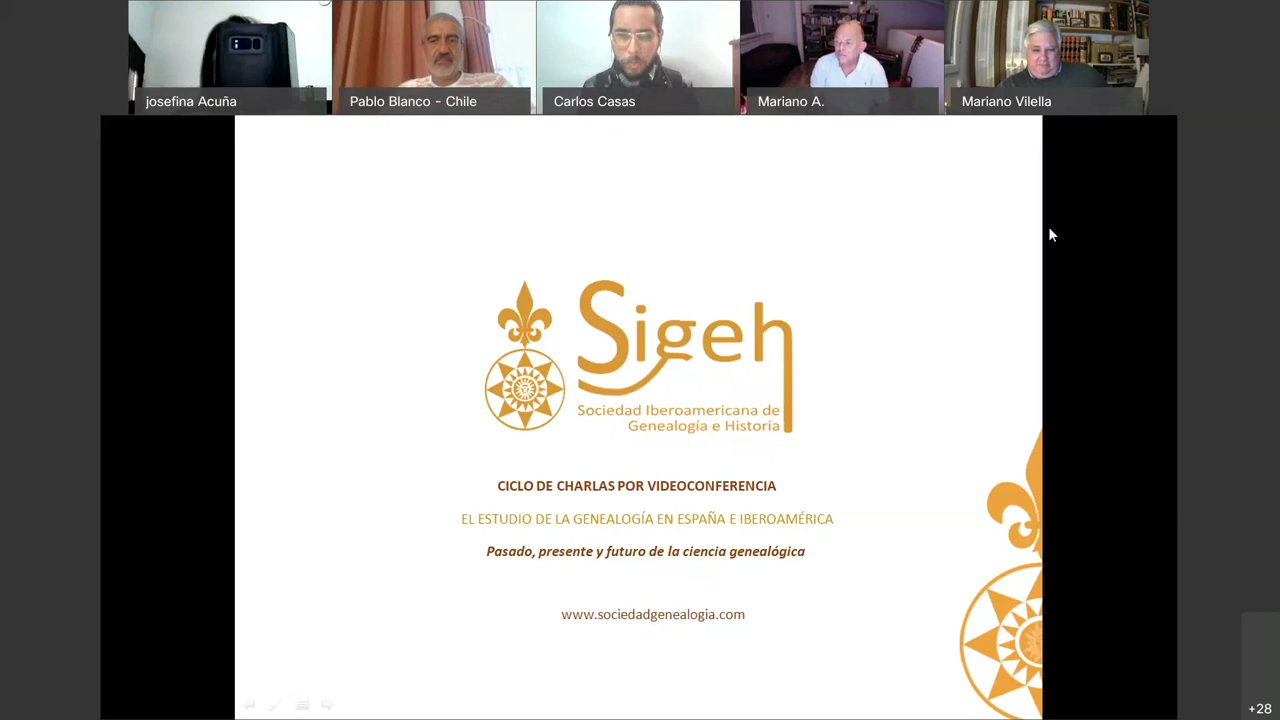 josefina Acuña
Pablo Blanco - Chile
Carlos Casas
Mariano A.
Mariano Vilella
Sigeh
Sociedad Iberoamericana de
Genealogía e Historia
CICLO DE CHARLAS POR VIDEOCONFERENCIA
EL ESTUDIO DE LA GENEALOGÍA EN ESPAÑA E IBEROAMÉRICA
Pasado, presente y futuro de la ciencia genealógica
www.sociedadgenealogia.com
+28